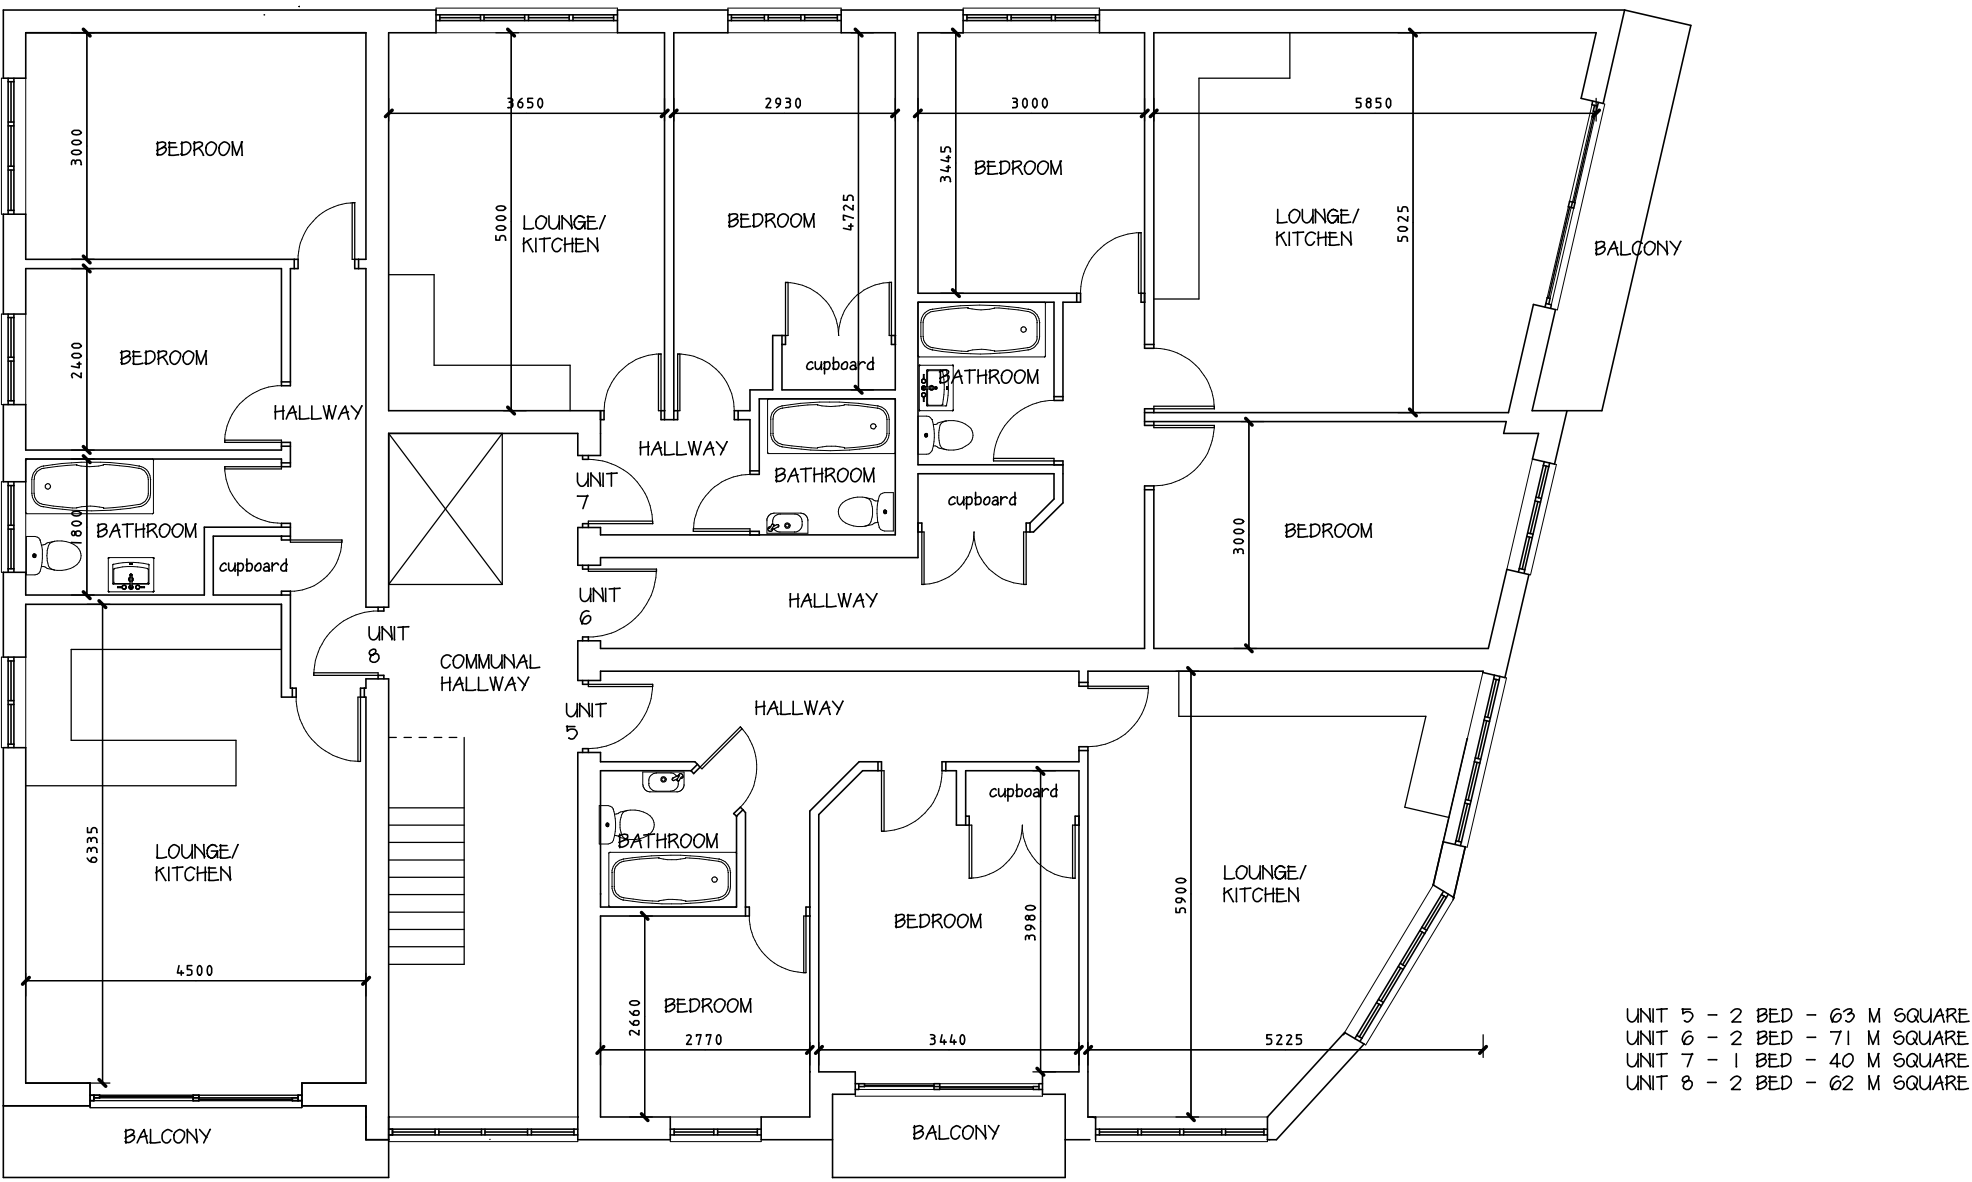 3650
2930
3000
5850
3000
BEDROOM
3445
BEDROOM
5000
LOUNGE/
KITCHEN
BEDROOM
4725
LOUNGE/
KITCHEN
5025
BALCONY
2400
BEDROOM
cupboard
BATHROOM
HALLWAY
HALLWAY
UNIT
7
BATHROOM
cupboard
1800
BATHROOM
cupboard
3000
BEDROOM
UNIT
6
HALLWAY
UNIT
8
COMMUNAL
HALLWAY
UNIT
5
HALLWAY
cupboard
6335
LOUNGE/
KITCHEN
BATHROOM
BEDROOM
3980
5900
LOUNGE/
KITCHEN
4500
2660
BEDROOM
2770
3440
5225
UNIT 5 - 2 BED - 63 M SQUARE
UNIT 6 - 2 BED - 71 M SQUARE
UNIT 7 - 1 BED - 40 M SQUARE
UNIT 8 - 2 BED - 62 M SQUARE
BALCONY
BALCONY